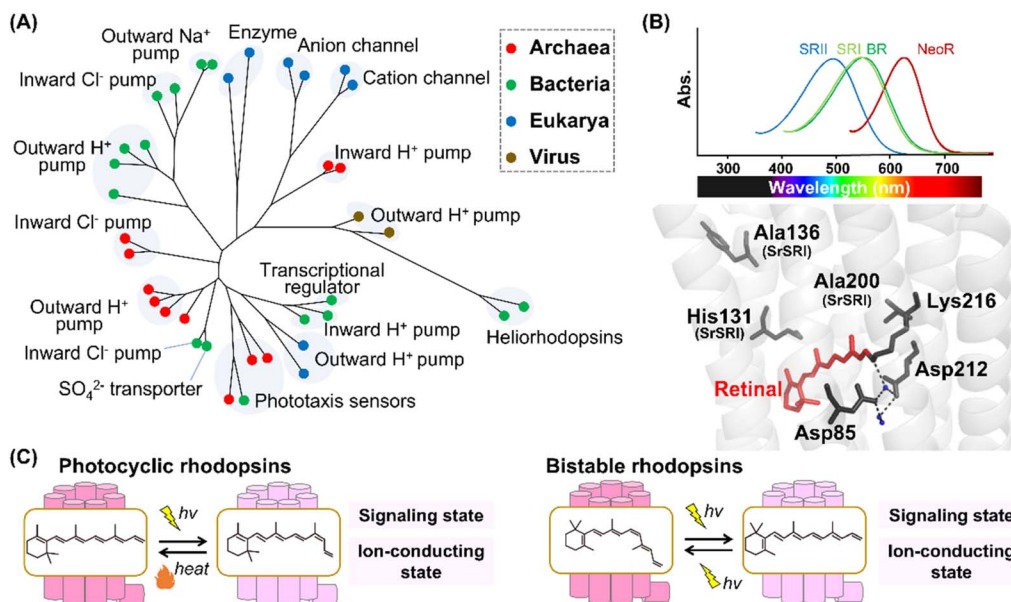 (A)
Outward Na⁺
pump
Enzyme
Anion channel
Cation channel
Inward Cl⁻ pump
Outward H⁺
pump
Inward H⁺ pump
Outward H⁺ pump
Inward Cl⁻ pump
Transcriptional
regulator
Outward H⁺
pump
Inward H⁺ pump
Heliorhodopsins
Inward Cl⁻ pump
Outward H⁺ pump
SO₄²⁻ transporter
Phototaxis sensors
Archaea
Bacteria
Eukarya
Virus
(B)
SRII SRI BR NeoR
Abs.
300 400 500 600 700
Wavelength (nm)
Ala136
(SrSRI)
Ala200
(SrSRI)
Lys216
His131
(SrSRI)
Asp212
Retinal
Asp85
(C)
Photocyclic rhodopsins
hν
heat
Signaling state
Ion-conducting
state
Bistable rhodopsins
hν
hν
Signaling state
Ion-conducting
state